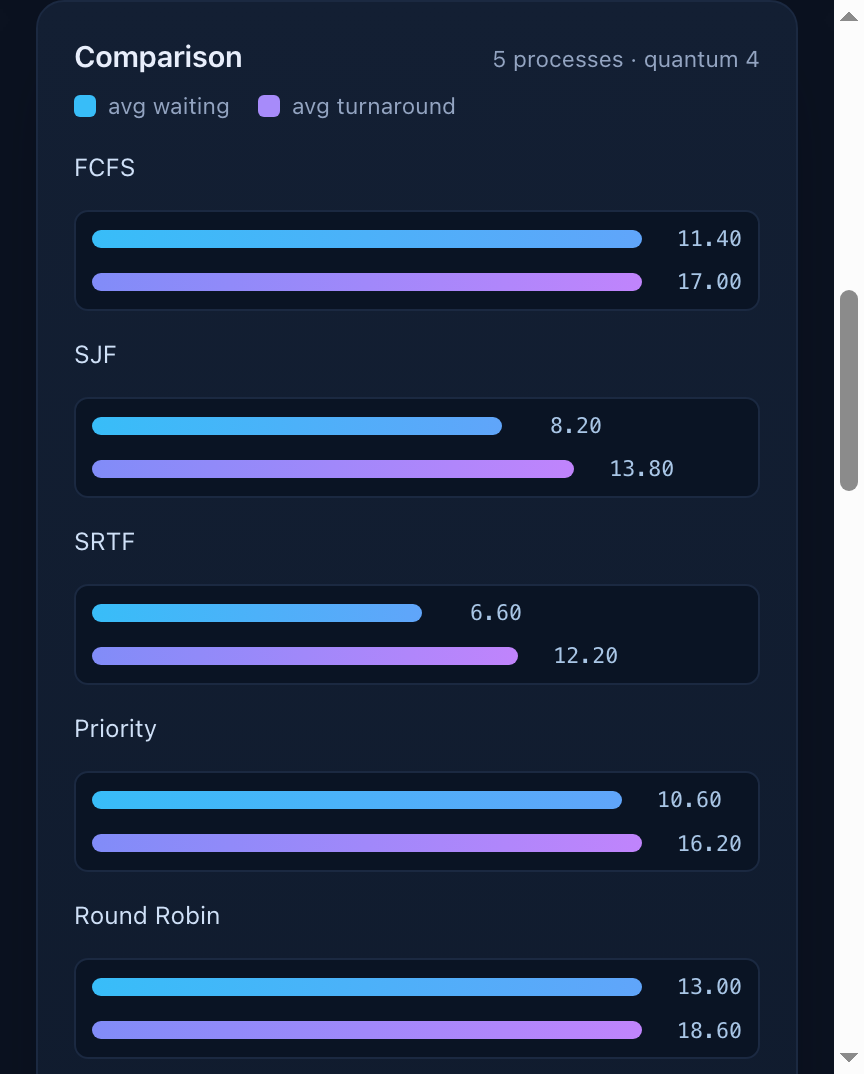 Comparison 5 processes · quantum 4
avg waiting avg turnaround
FCFS
11.40
17.00
SJF
8.20
13.80
SRTF
6.60
12.20
Priority
10.60
16.20
Round Robin
13.00
18.60